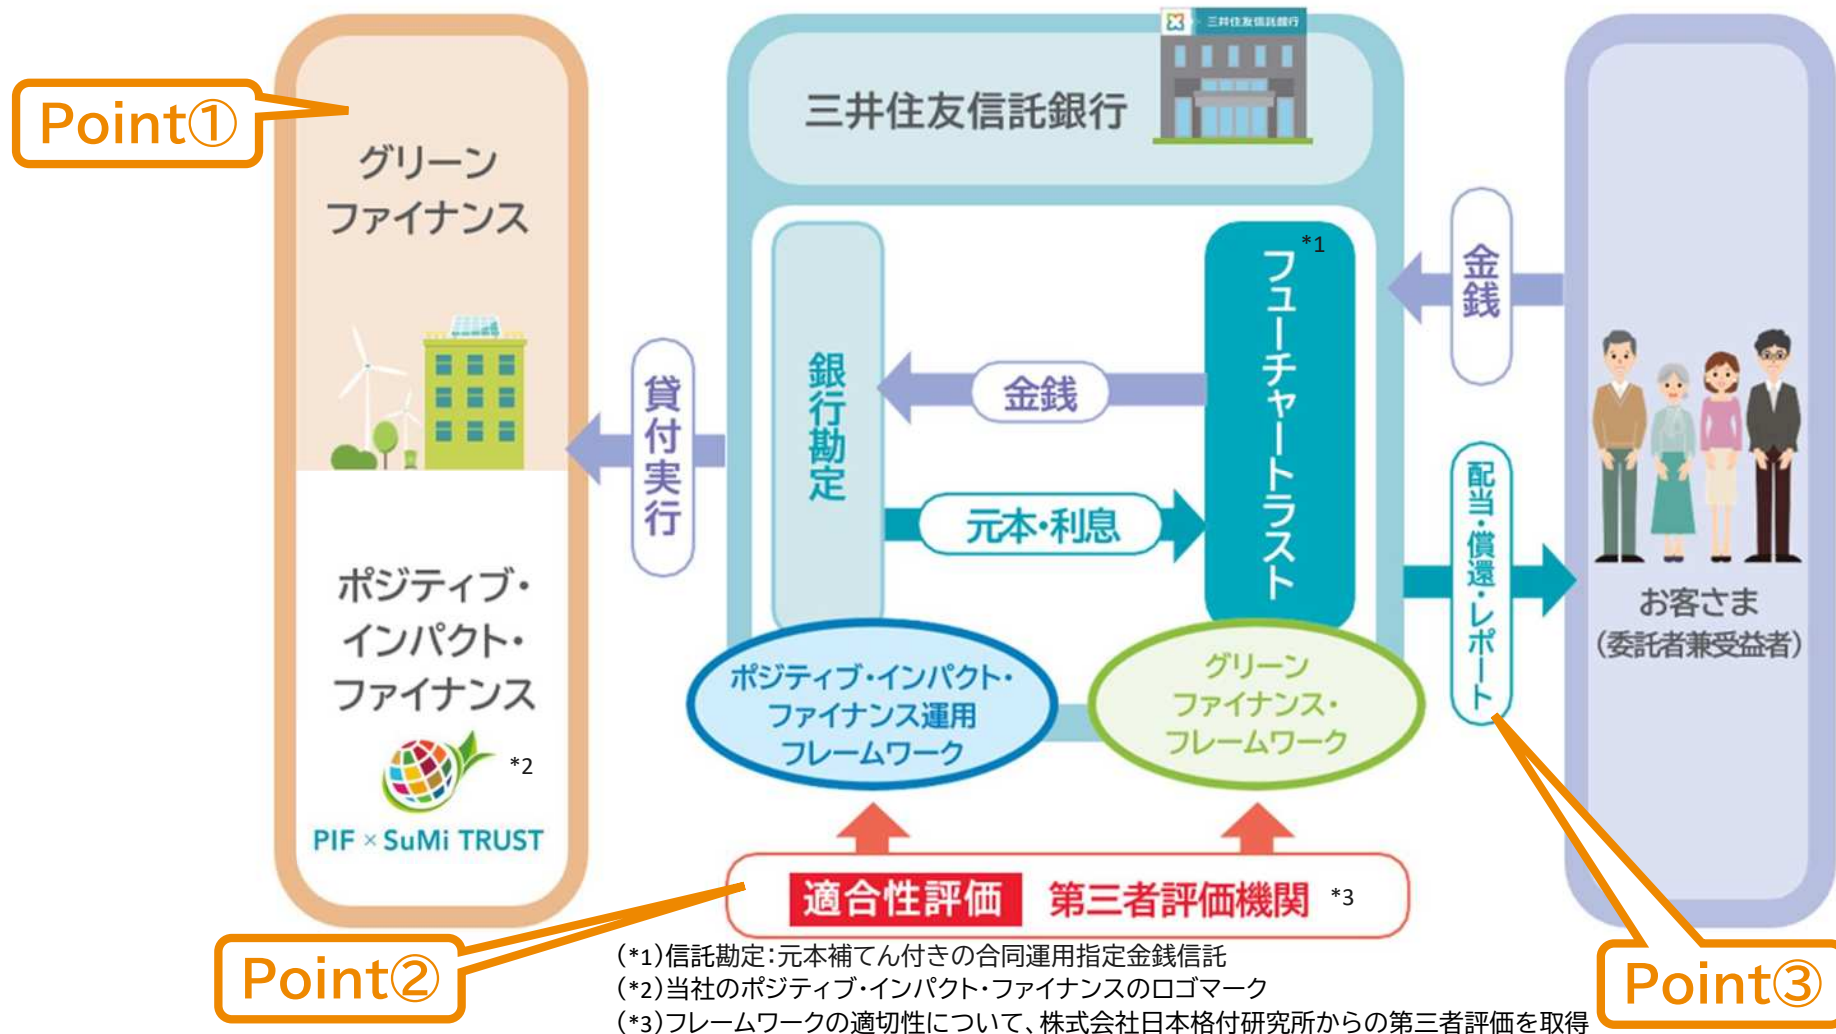 Point①
グリーン
ファイナンス
ポジティブ・
インパクト・
ファイナンス
*2
PIF × SuMi TRUST
貸付実行
三井住友信託銀行
三井住友信託銀行
銀行勘定
金銭
元本・利息
フューチャートラスト
*1
ポジティブ・インパクト・
ファイナンス運用
フレームワーク
グリーン
ファイナンス・
フレームワーク
適合性評価 第三者評価機関 *3
金銭
配当・償還・レポート
お客さま
(委託者兼受益者)
Point②
Point③
(*1)信託勘定:元本補てん付きの合同運用指定金銭信託
(*2)当社のポジティブ・インパクト・ファイナンスのロゴマーク
(*3)フレームワークの適切性について、株式会社日本格付研究所からの第三者評価を取得